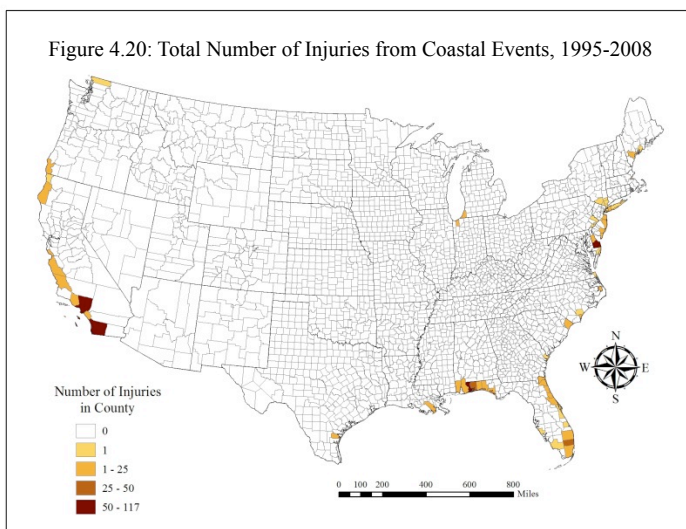 Figure 4.20: Total Number of Injuries from Coastal Events, 1995-2008
N
W E
S
Number of Injuries
in County
0
1
1 - 25
25 - 50
50 - 117
0 50 100 200 400 600 800
Miles